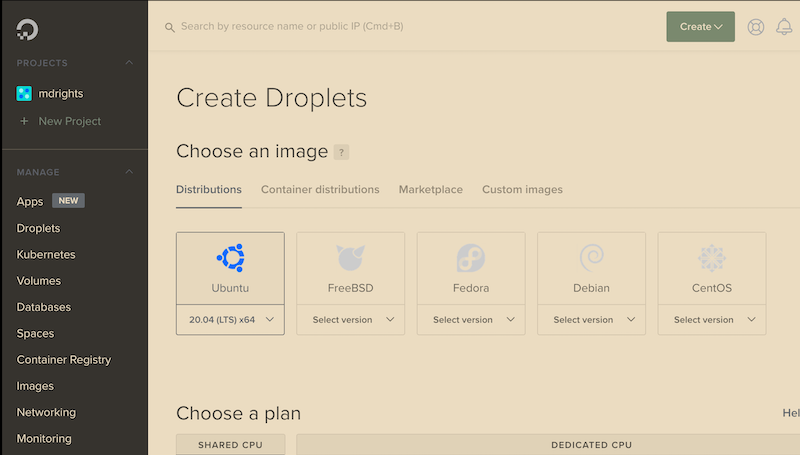 Search by resource name or public IP (Cmd+B)
Create
PROJECTS
mdrights
+ New Project
MANAGE
Apps NEW
Droplets
Kubernetes
Volumes
Databases
Spaces
Container Registry
Images
Networking
Monitoring
Create Droplets
Choose an image ?
Distributions Container distributions Marketplace Custom images
Ubuntu FreeBSD Fedora Debian CentOS
20.04 (LTS) x64 Select version Select version Select version Select version
Choose a plan Hel
SHARED CPU DEDICATED CPU